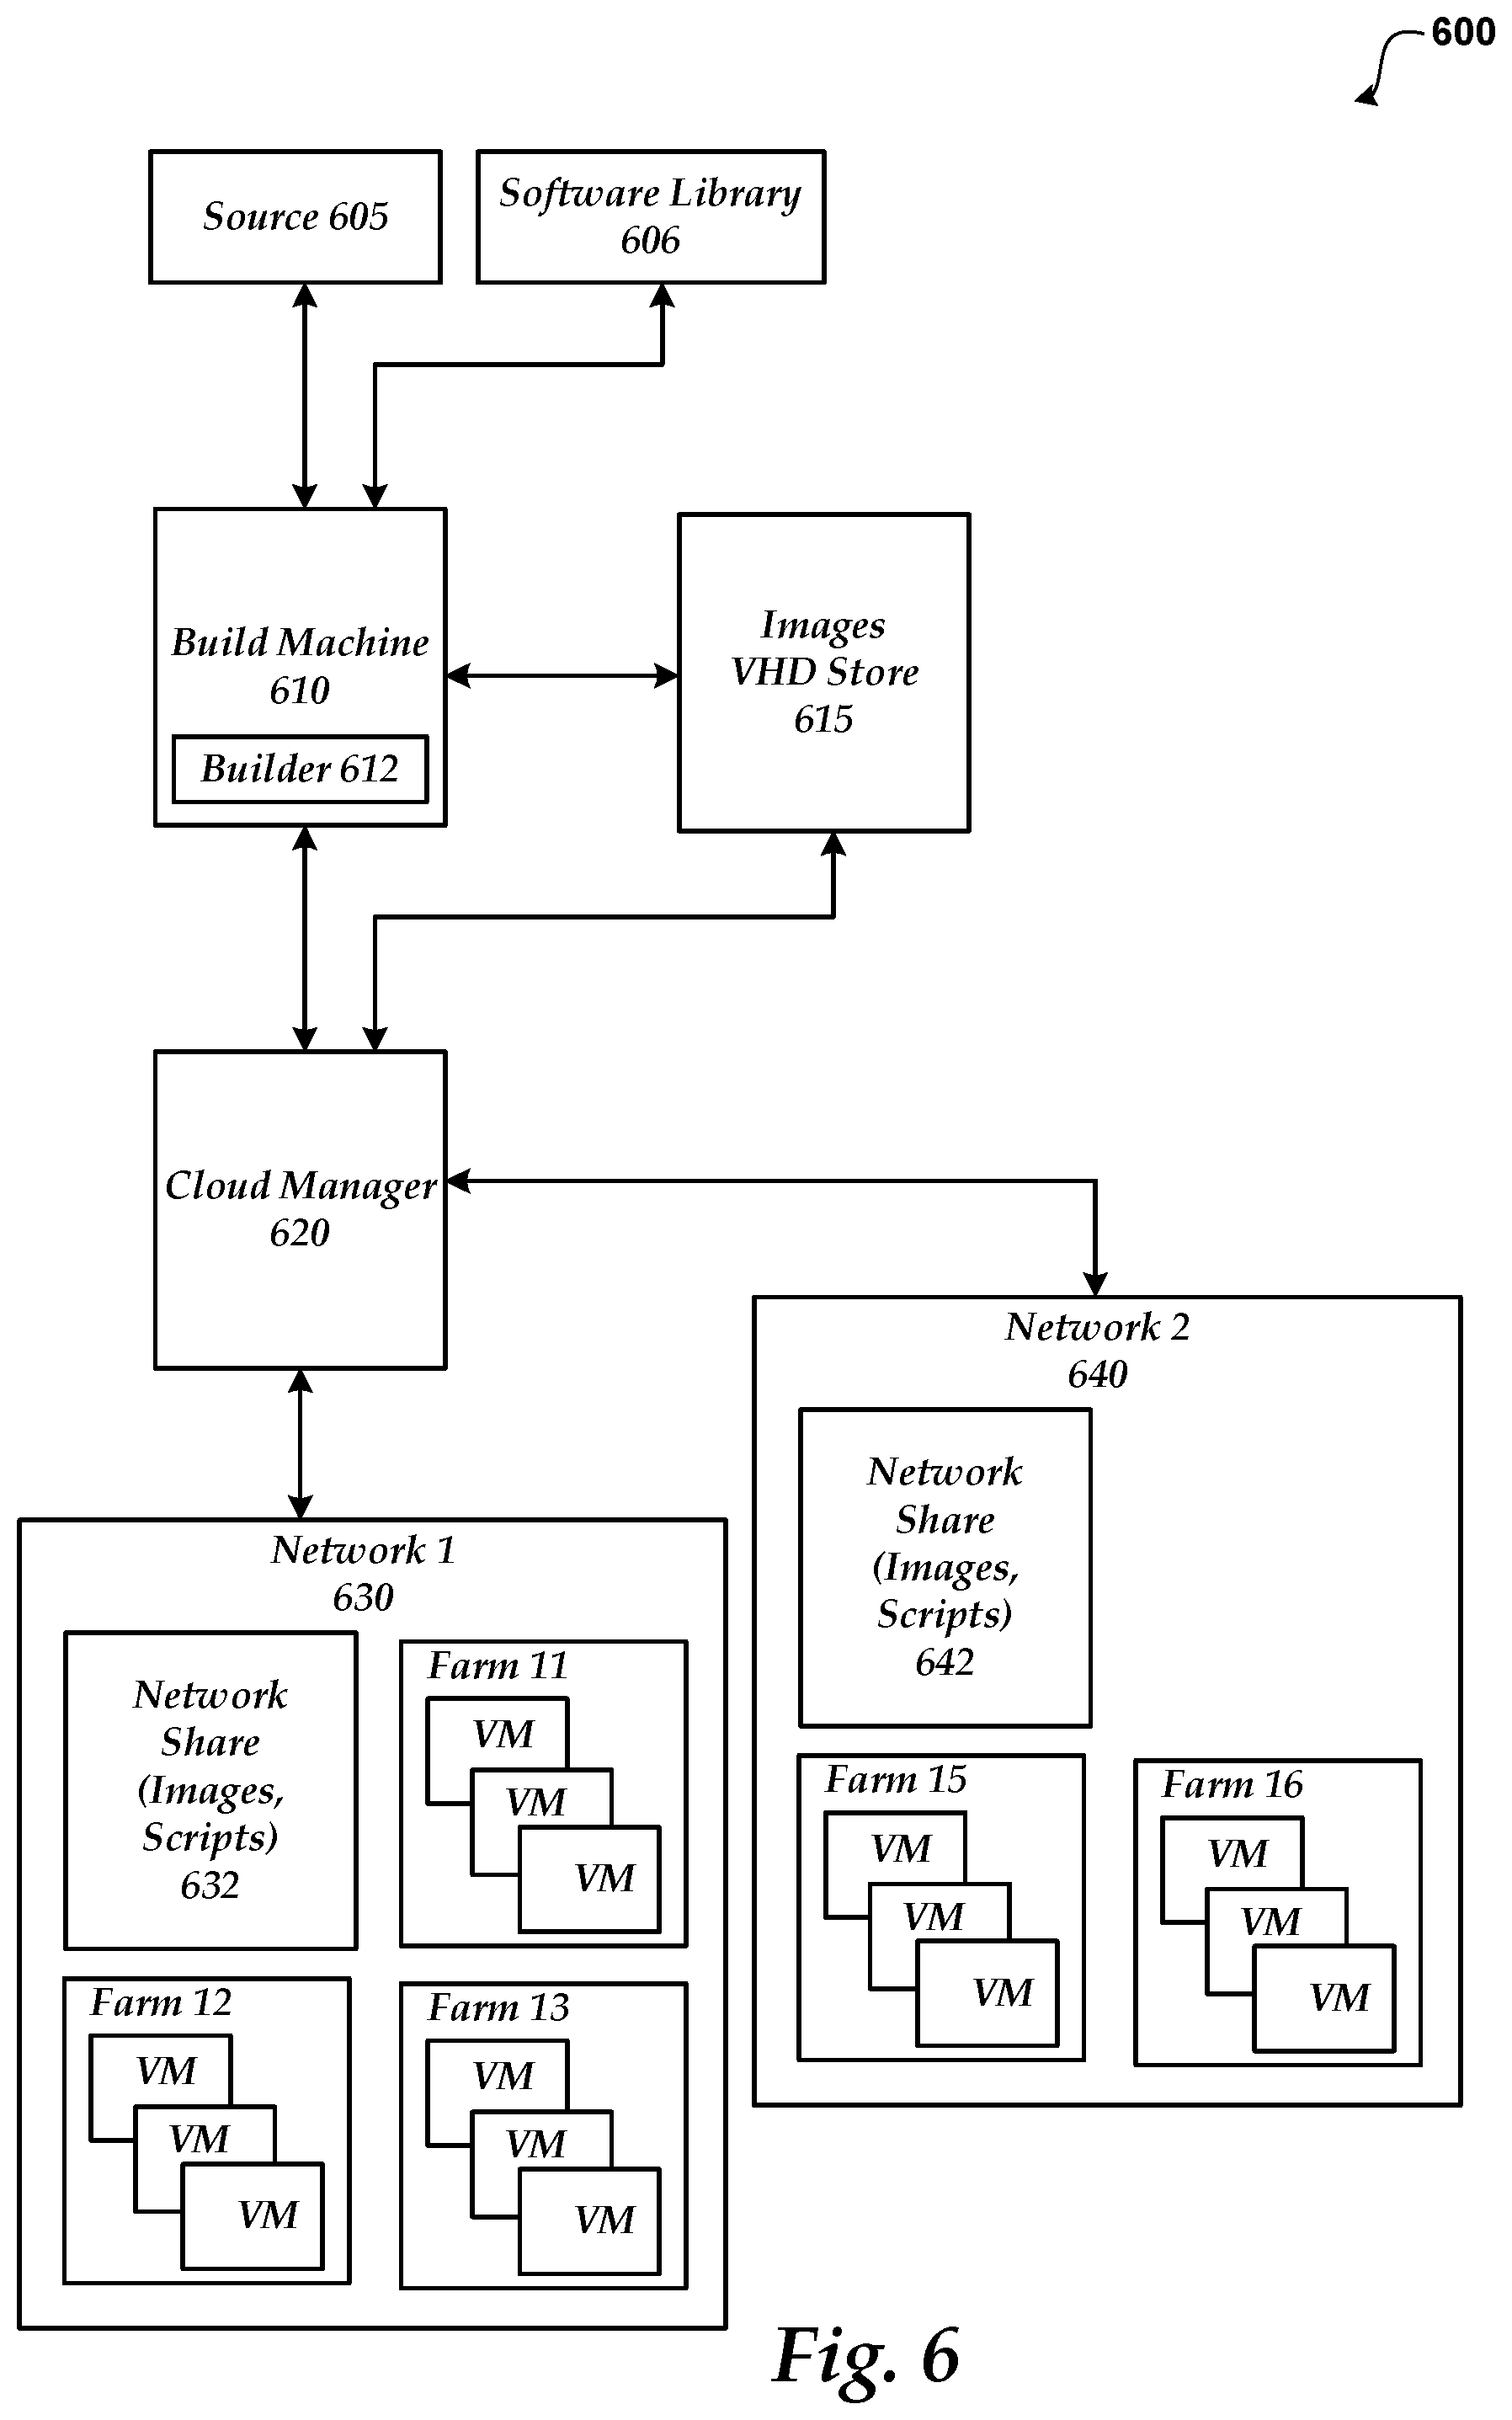 600
Source 605
Software Library
606
Build Machine
610
Builder 612
Images
VHD Store
615
Cloud Manager
620
Network 2
640
Network
Share
(Images,
Scripts)
642
Farm 15
VM
VM
VM
Farm 16
VM
VM
VM
Network 1
630
Network
Share
(Images,
Scripts)
632
Farm 11
VM
VM
VM
Farm 12
VM
VM
VM
Farm 13
VM
VM
VM
Fig. 6